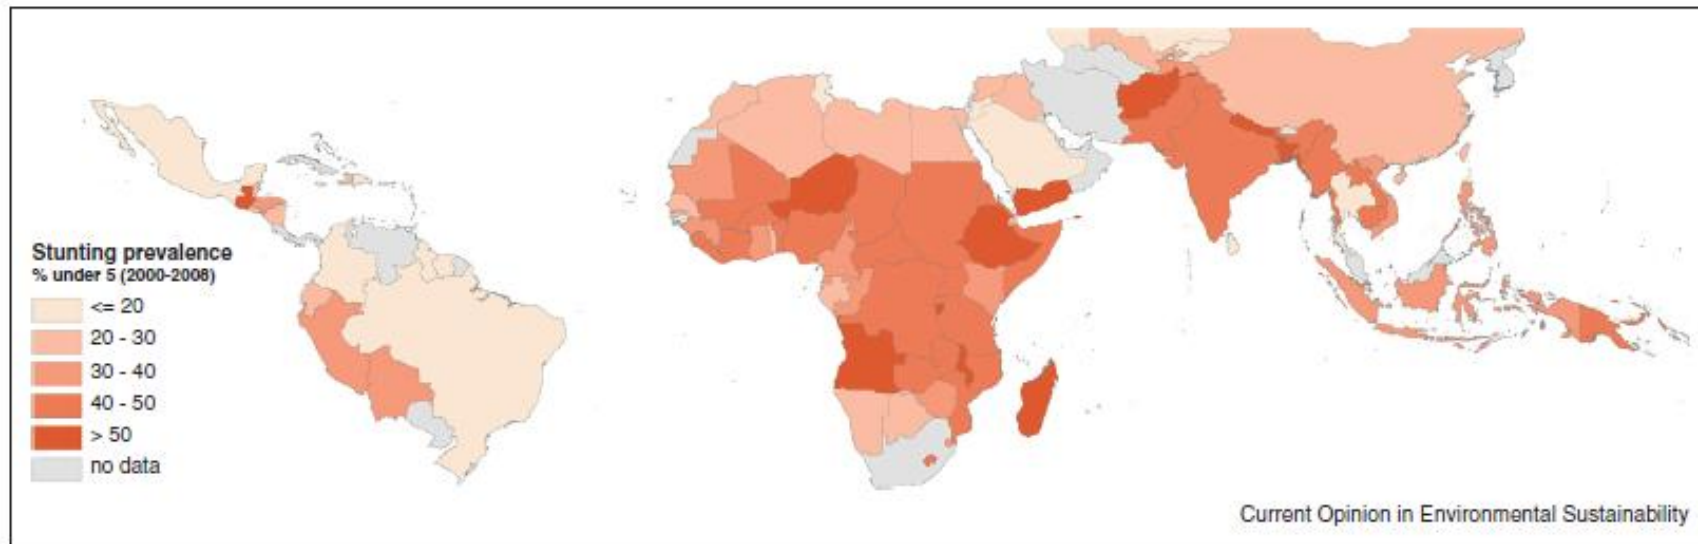 Stunting prevalence
% under 5 (2000-2008)
<= 20
20 - 30
30 - 40
40 - 50
> 50
no data
Current Opinion in Environmental Sustainability